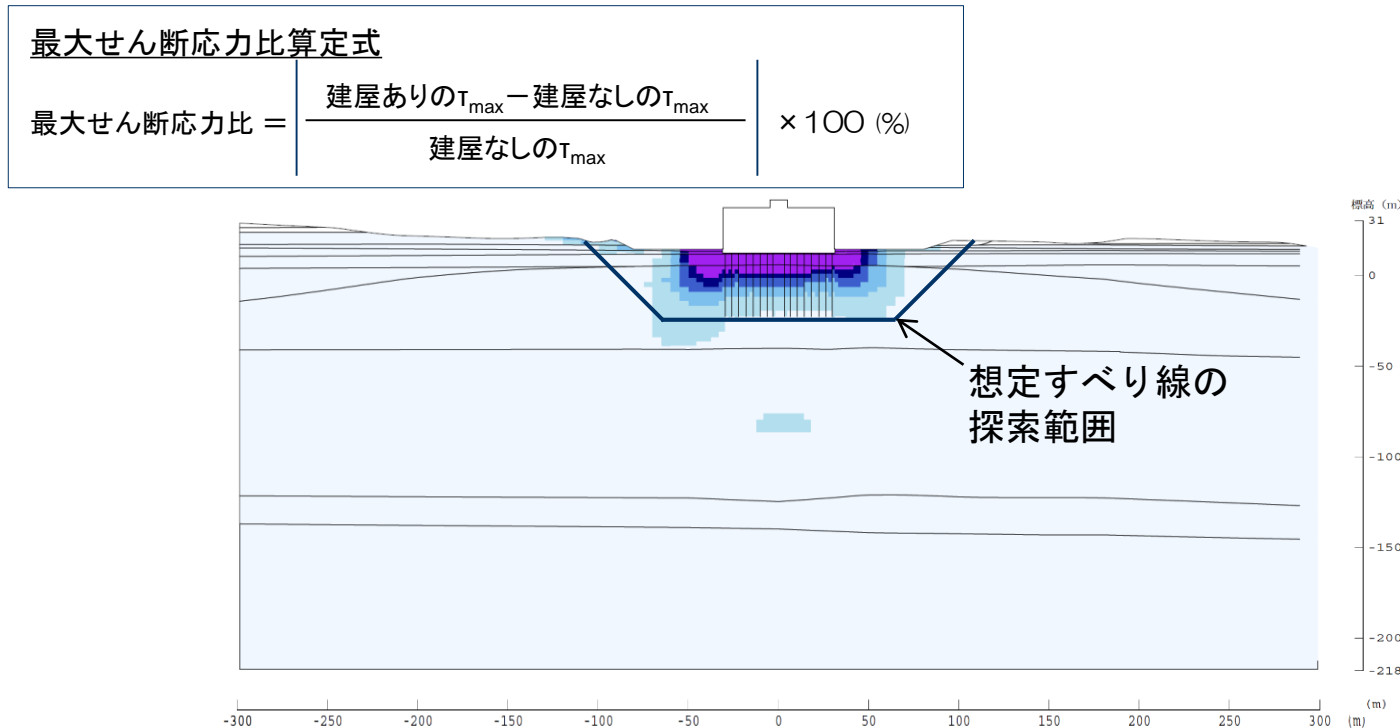 最大せん断応力比算定式
建屋ありのτmax－建屋なしのτmax
最大せん断応力比 ＝ ×100 (%)
建屋なしのτmax
標高 (m)
31
0
-50
-100
-150
-200
-218
想定すべり線の
探索範囲
(m)
-300 -250 -200 -150 -100 -50 0 50 100 150 200 250 300
(m)